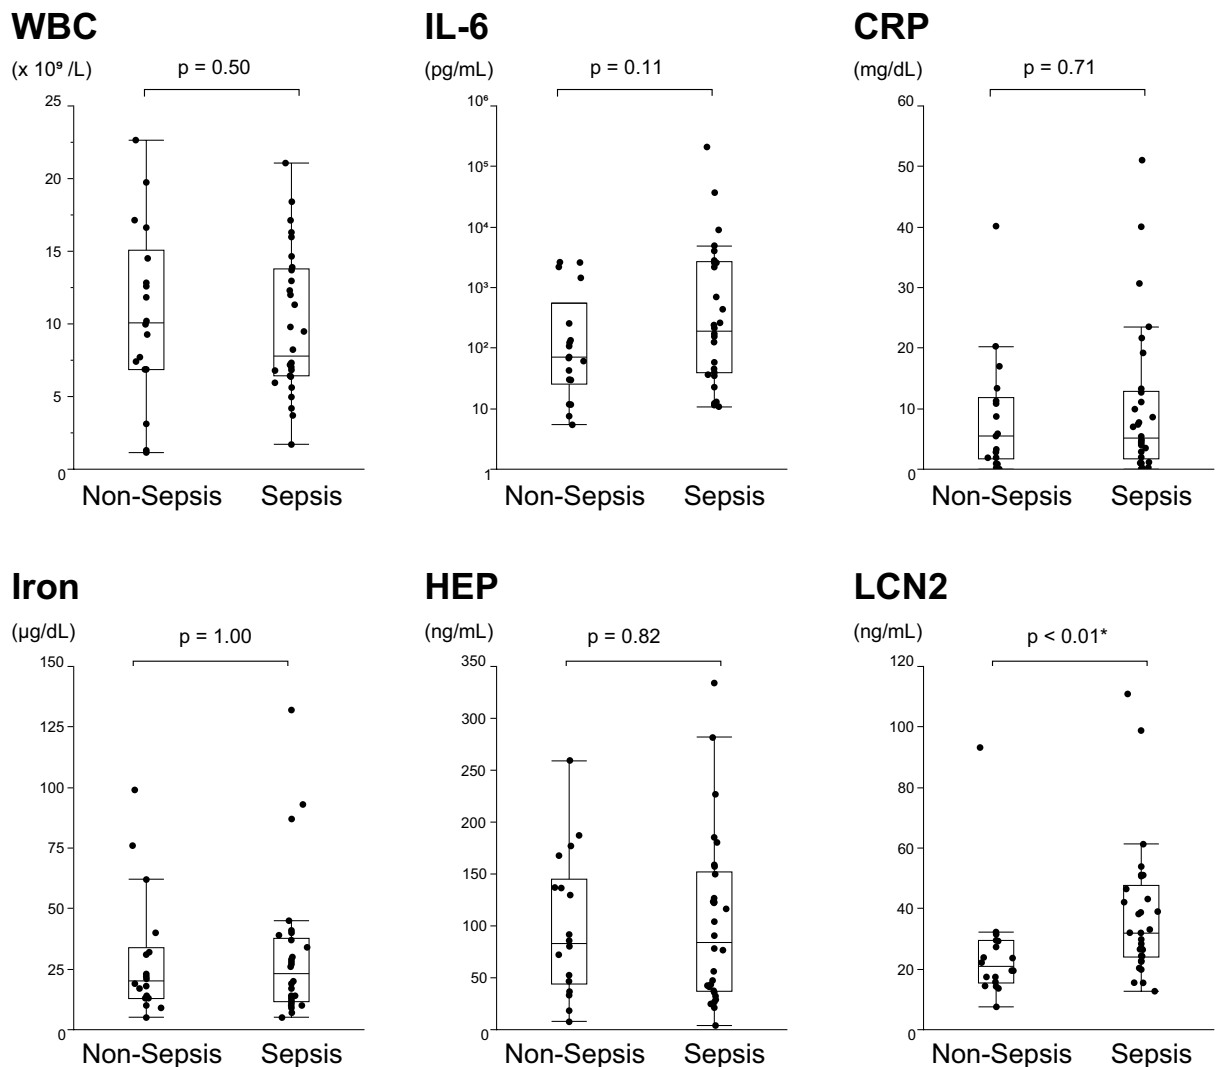 WBC
(x 10⁹ /L)
p = 0.50
25
20
15
10
5
0
Non-Sepsis
Sepsis
IL-6
(pg/mL)
p = 0.11
10⁶
10⁵
10⁴
10³
10²
10
1
Non-Sepsis
Sepsis
CRP
(mg/dL)
p = 0.71
60
50
40
30
20
10
0
Non-Sepsis
Sepsis
Iron
(µg/dL)
p = 1.00
150
125
100
75
50
25
0
Non-Sepsis
Sepsis
HEP
(ng/mL)
p = 0.82
350
300
250
200
150
100
50
0
Non-Sepsis
Sepsis
LCN2
(ng/mL)
p < 0.01*
120
100
80
60
40
20
0
Non-Sepsis
Sepsis